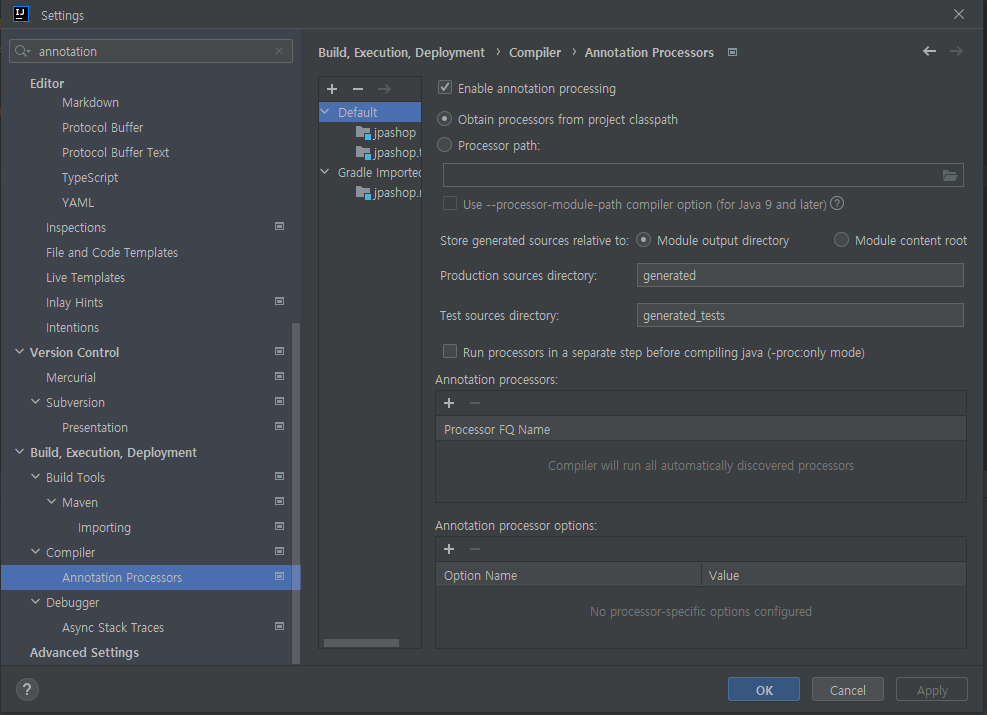 IJ
Settings
annotation
Editor
Markdown
Protocol Buffer
Protocol Buffer Text
TypeScript
YAML
Inspections
File and Code Templates
Live Templates
Inlay Hints
Intentions
Version Control
Mercurial
Subversion
Presentation
Build, Execution, Deployment
Build Tools
Maven
Importing
Compiler
Annotation Processors
Debugger
Async Stack Traces
Advanced Settings
Build, Execution, Deployment › Compiler › Annotation Processors
Default
jpashop
jpashop.t
Gradle Imported
jpashop.r
Enable annotation processing
Obtain processors from project classpath
Processor path:
Use --processor-module-path compiler option (for Java 9 and later) ?
Store generated sources relative to: Module output directory Module content root
Production sources directory: generated
Test sources directory: generated_tests
Run processors in a separate step before compiling java (-proc:only mode)
Annotation processors:
Processor FQ Name
Compiler will run all automatically discovered processors
Annotation processor options:
Option Name Value
No processor-specific options configured
? OK Cancel Apply